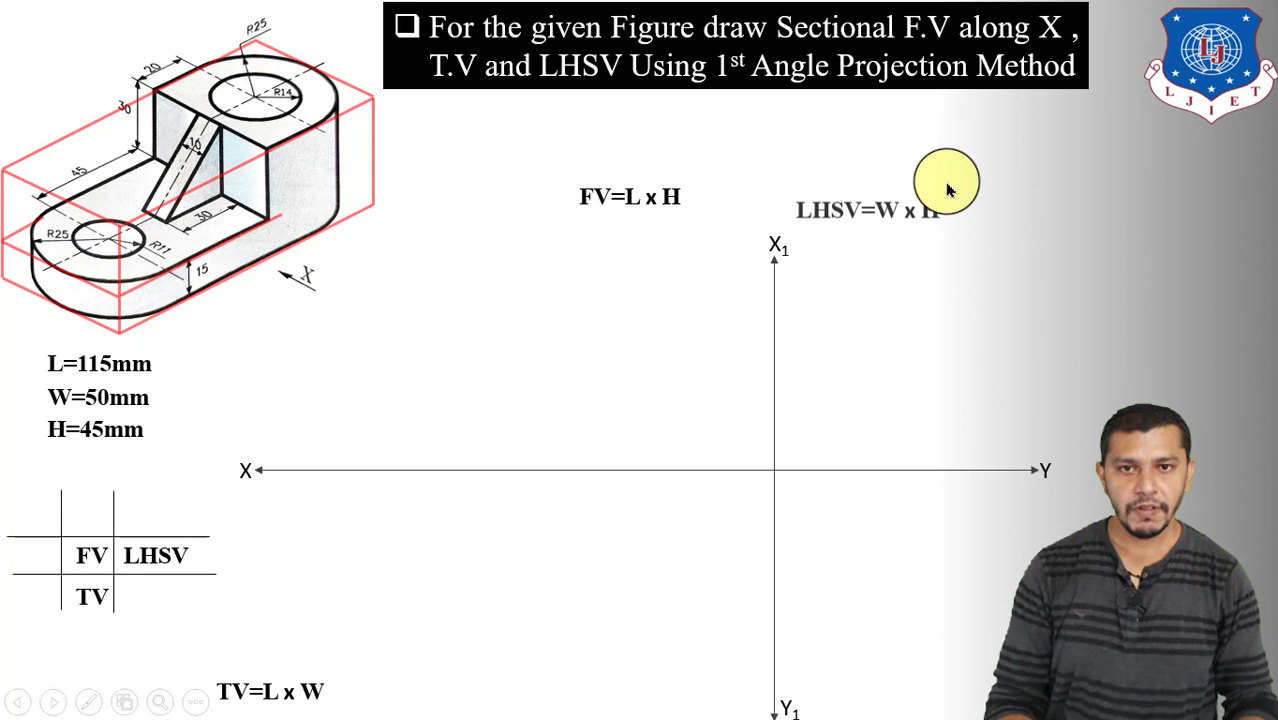 ❑ For the given Figure draw Sectional F.V along X ,
T.V and LHSV Using 1st Angle Projection Method
LJ
L J I E T
R25
20
R14
30
10
45
30
R25
R11
15
X
FV=L x H
LHSV=W x H
X1
L=115mm
W=50mm
H=45mm
X
Y
FV LHSV
TV
TV=L x W
Y1